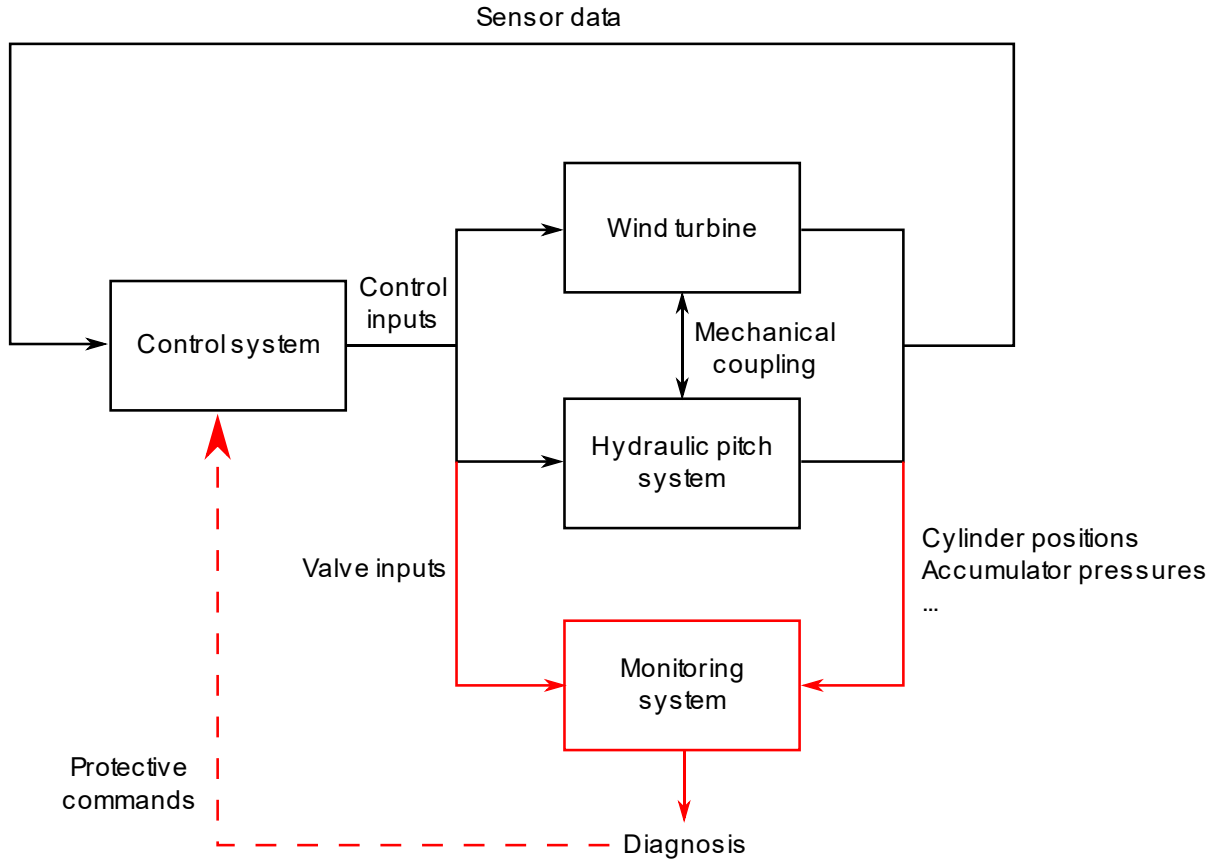 Sensor data
Wind turbine
Control
inputs
Control system
Mechanical
coupling
Hydraulic pitch
system
Valve inputs
Cylinder positions
Accumulator pressures
...
Monitoring
system
Protective
commands
Diagnosis